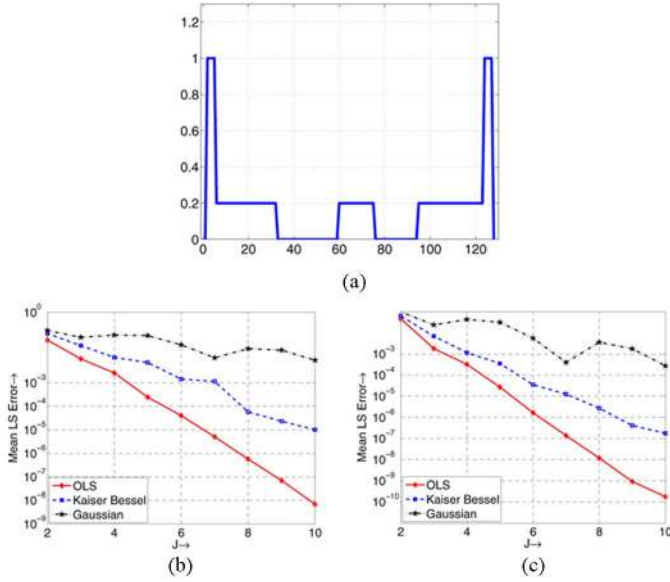 1.2
1
0.8
0.6
0.4
0.2
0
0 20 40 60 80 100 120
(a)
10^0
10^-3
10^-4
10^-5
10^-6
10^-7
10^-8
10^-9
Mean LS Error→
OLS
Kaiser Bessel
Gaussian
2 4 6 8 10
J→
(b)
10^-3
10^-4
10^-5
10^-6
10^-7
10^-8
10^-9
10^-10
Mean LS Error→
OLS
Kaiser Bessel
Gaussian
2 4 6 8 10
J→
(c)